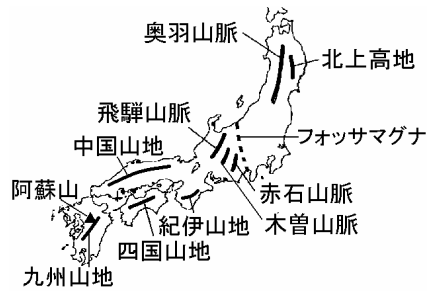 奥羽山脈
北上高地
飛騨山脈
フォッサマグナ
中国山地
阿蘇山
赤石山脈
木曽山脈
紀伊山地
四国山地
九州山地